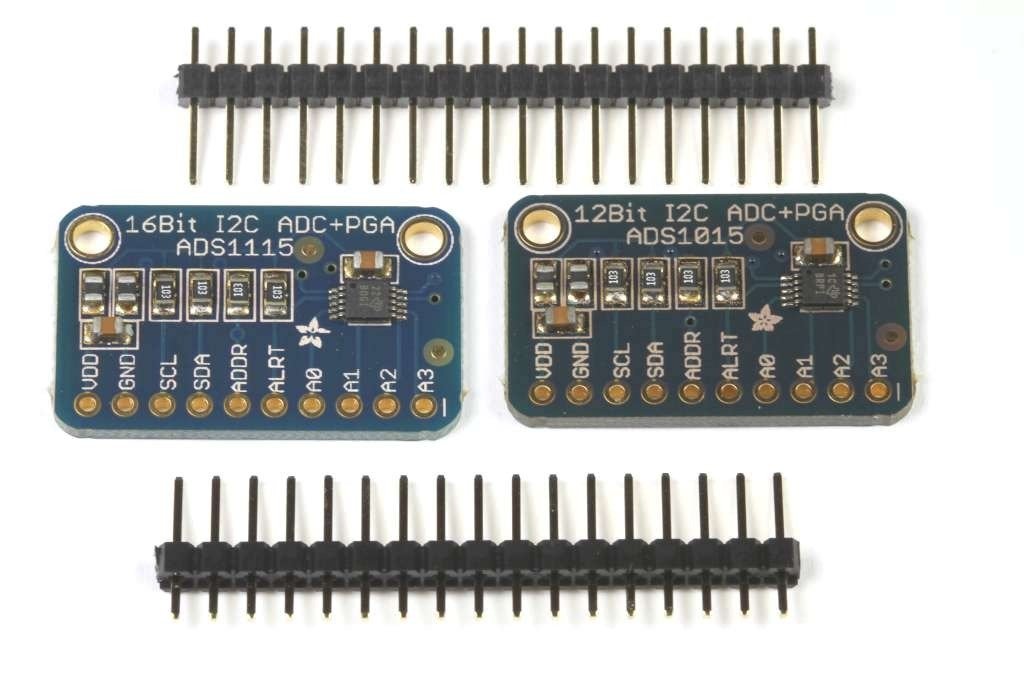 16Bit I2C ADC+PGA
ADS1115
103 103 103 103
VDD GND SCL SDA ADDR ALRT A0 A1 A2 A3
12Bit I2C ADC+PGA
ADS1015
103 103 103 103
VDD GND SCL SDA ADDR ALRT A0 A1 A2 A3